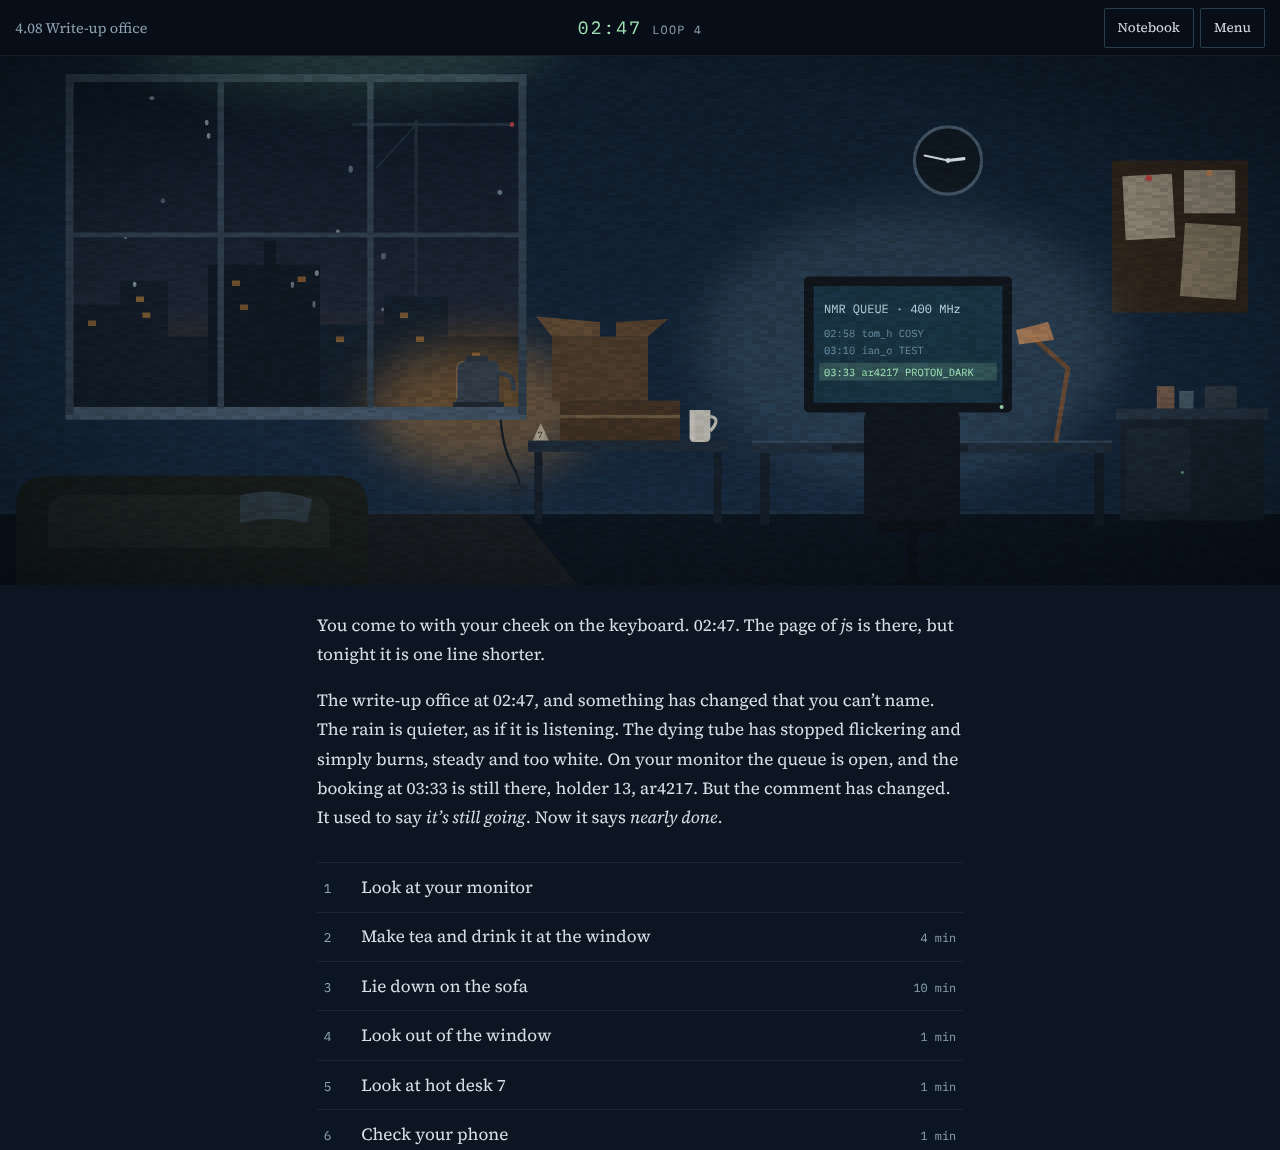 4.08 Write-up office
02:47 LOOP 4
Notebook
Menu
NMR QUEUE · 400 MHz
02:58 tom_h COSY
03:10 ian_o TEST
03:33 ar4217 PROTON_DARK
7
You come to with your cheek on the keyboard. 02:47. The page of js is there, but
tonight it is one line shorter.
The write-up office at 02:47, and something has changed that you can’t name.
The rain is quieter, as if it is listening. The dying tube has stopped flickering and
simply burns, steady and too white. On your monitor the queue is open, and the
booking at 03:33 is still there, holder 13, ar4217. But the comment has changed.
It used to say it’s still going. Now it says nearly done.
1 Look at your monitor
2 Make tea and drink it at the window 4 min
3 Lie down on the sofa 10 min
4 Look out of the window 1 min
5 Look at hot desk 7 1 min
6 Check your phone 1 min